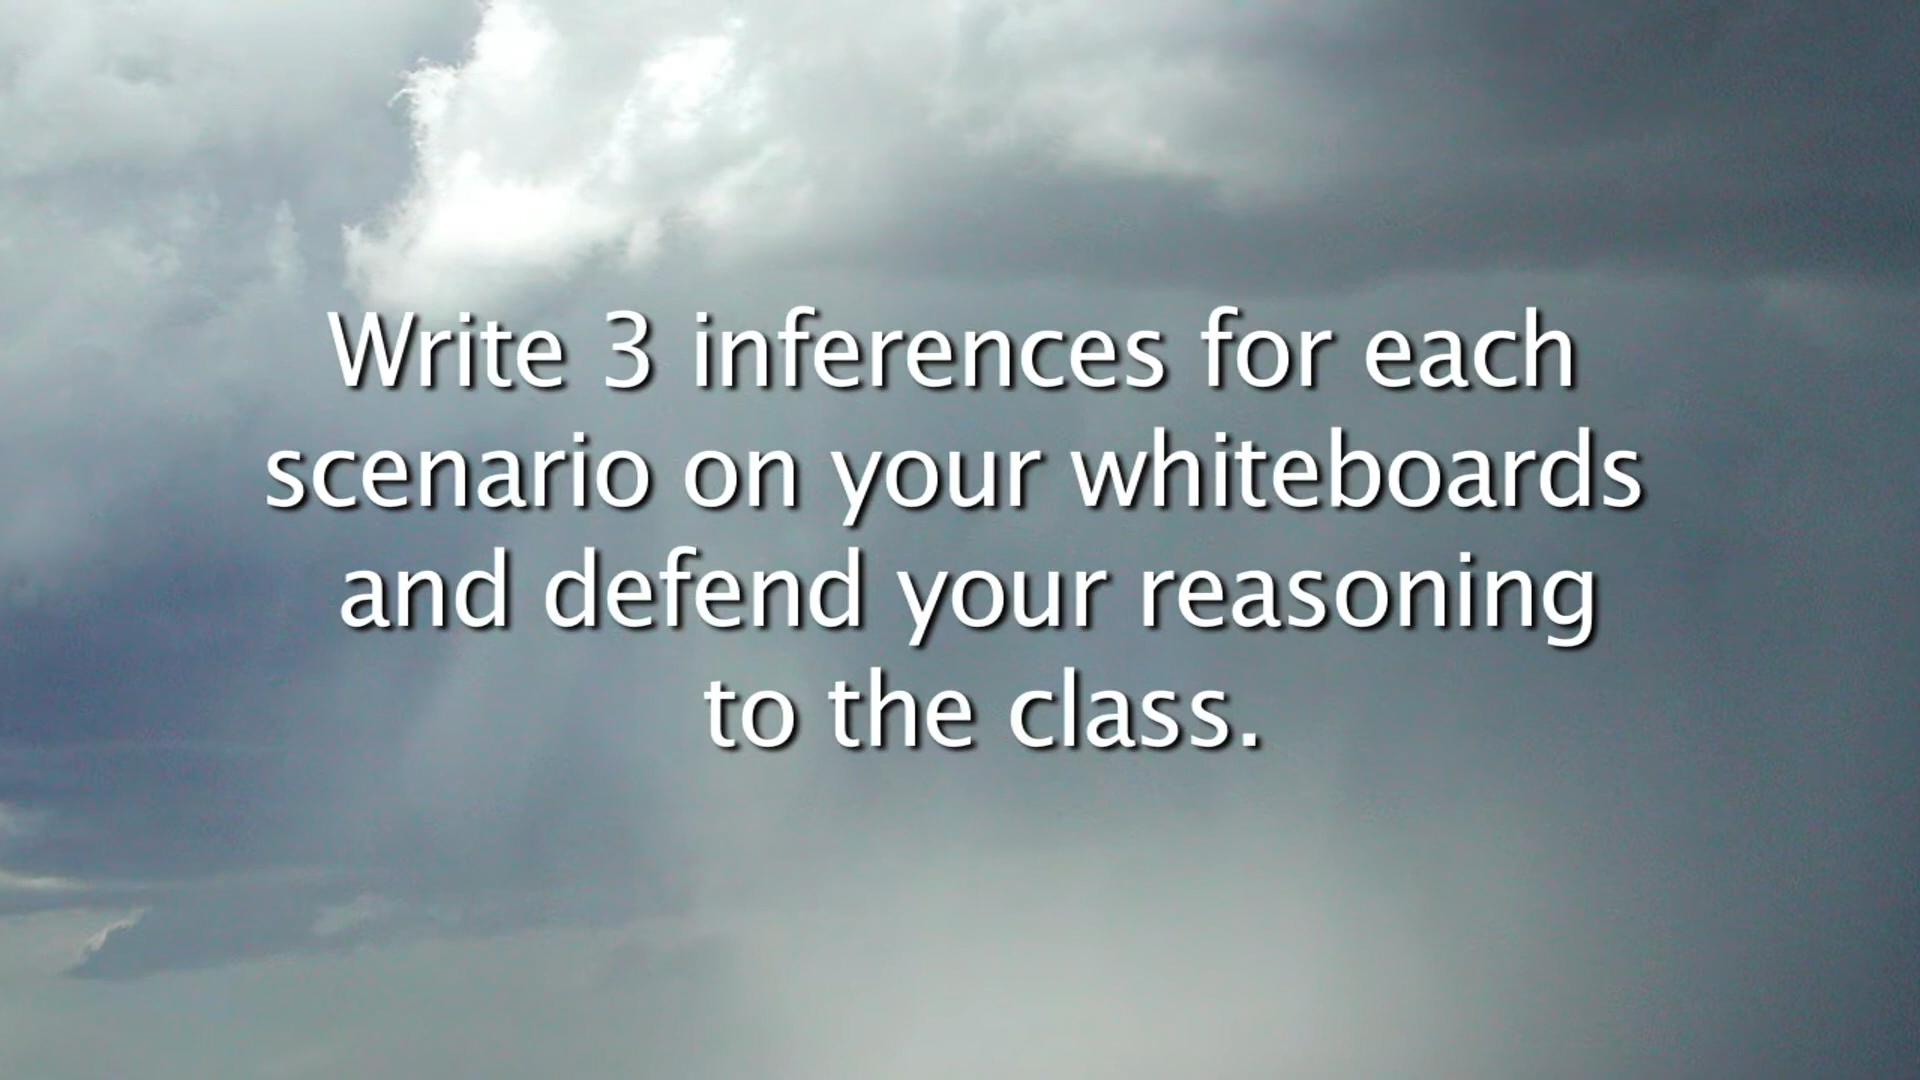 Write 3 inferences for each
scenario on your whiteboards
and defend your reasoning
to the class.